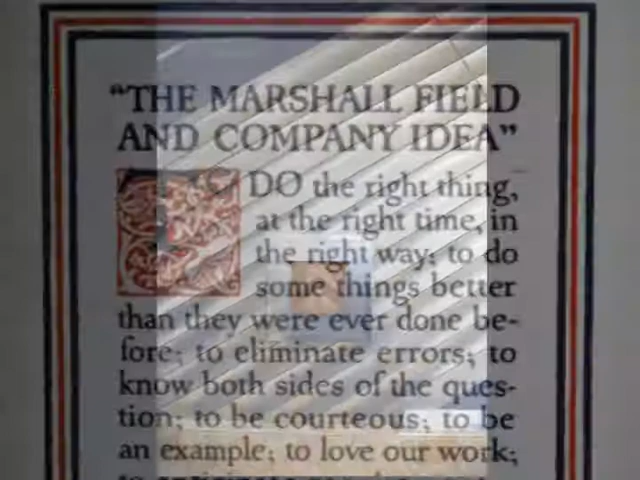 "THE MARSHALL FIELD
AND COMPANY IDEA"
TO DO the right thing,
at the right time, in
the right way; to do
some things better
than they were ever done be-
fore; to eliminate errors; to
know both sides of the ques-
tion; to be courteous; to be
an example; to love our work;